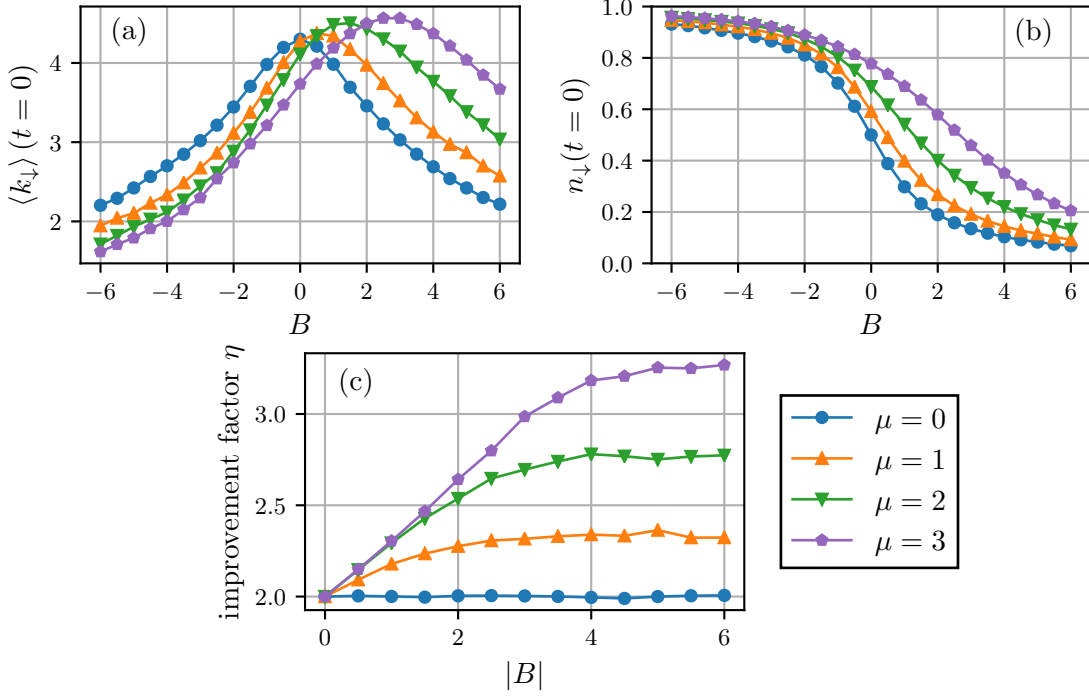 (a)
⟨k↓⟩ (t = 0)
4
3
2
−6 −4 −2 0 2 4 6
B
(b)
n↓(t = 0)
1.0
0.8
0.6
0.4
0.2
0.0
−6 −4 −2 0 2 4 6
B
(c)
improvement factor η
3.0
2.5
2.0
0 2 4 6
|B|
μ = 0
μ = 1
μ = 2
μ = 3